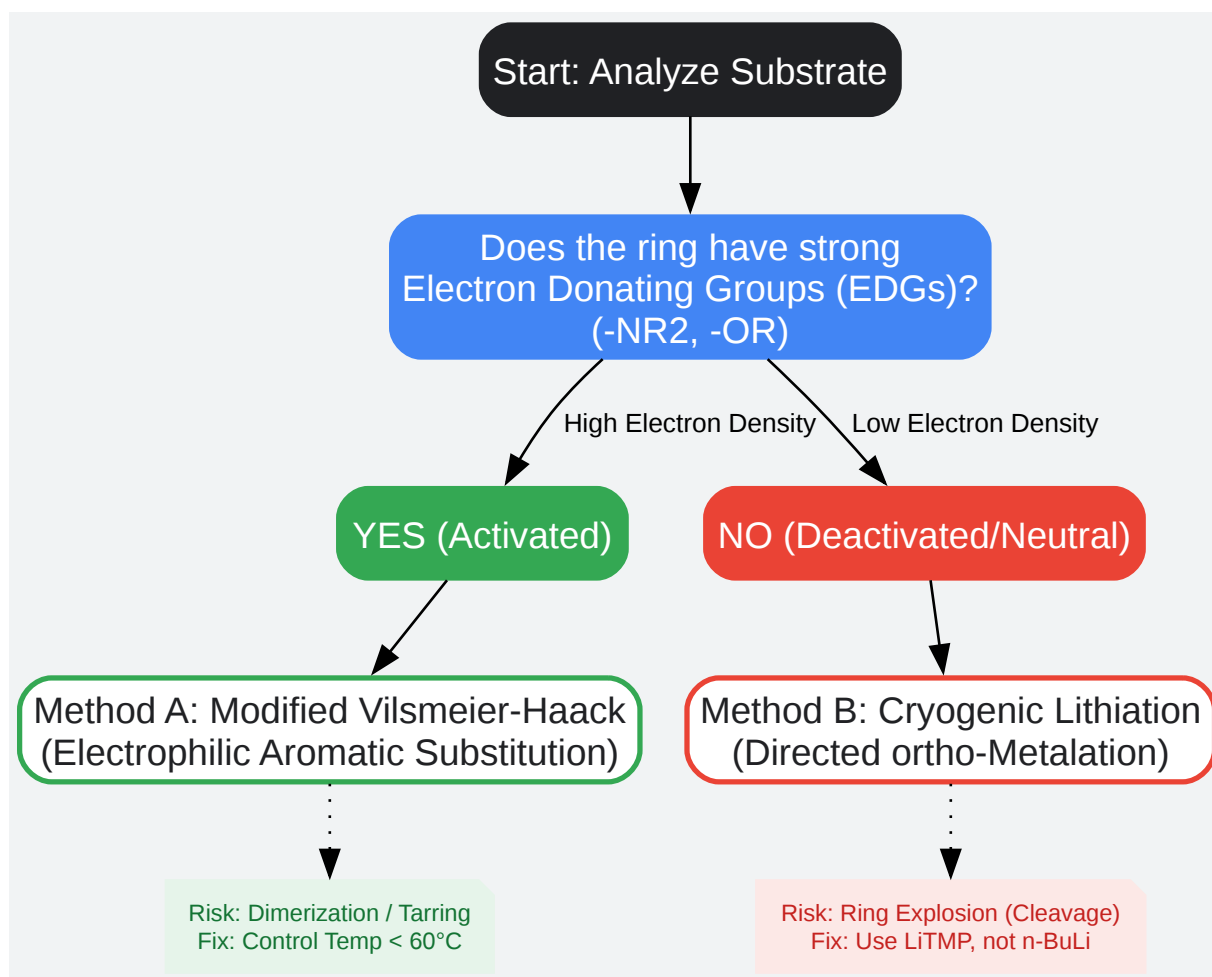 Start: Analyze Substrate
Does the ring have strong
Electron Donating Groups (EDGs)?
(-NR2, -OR)
High Electron Density
Low Electron Density
YES (Activated)
NO (Deactivated/Neutral)
Method A: Modified Vilsmeier-Haack
(Electrophilic Aromatic Substitution)
Method B: Cryogenic Lithiation
(Directed ortho-Metalation)
Risk: Dimerization / Tarring
Fix: Control Temp < 60°C
Risk: Ring Explosion (Cleavage)
Fix: Use LiTMP, not n-BuLi